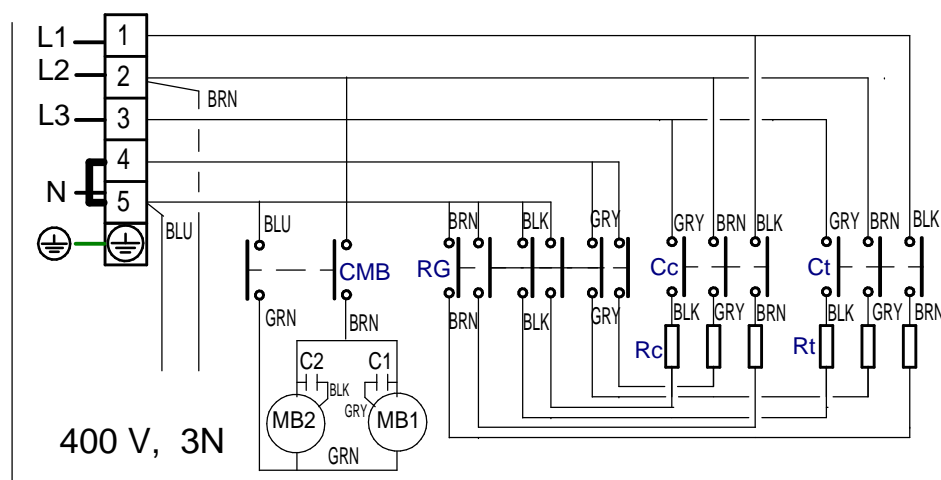 L1 1
L2 2 BRN
L3 3
4
N 5
BLU
BLU BRN BLK GRY GRY BRN BLK GRY BRN BLK
CMB RG Cc Ct
GRN BRN BRN BLK GRY BLK GRY BRN BLK GRY BRN
Rc Rt
C2 C1
BLK
GRY
MB2 MB1
GRN
400 V, 3N